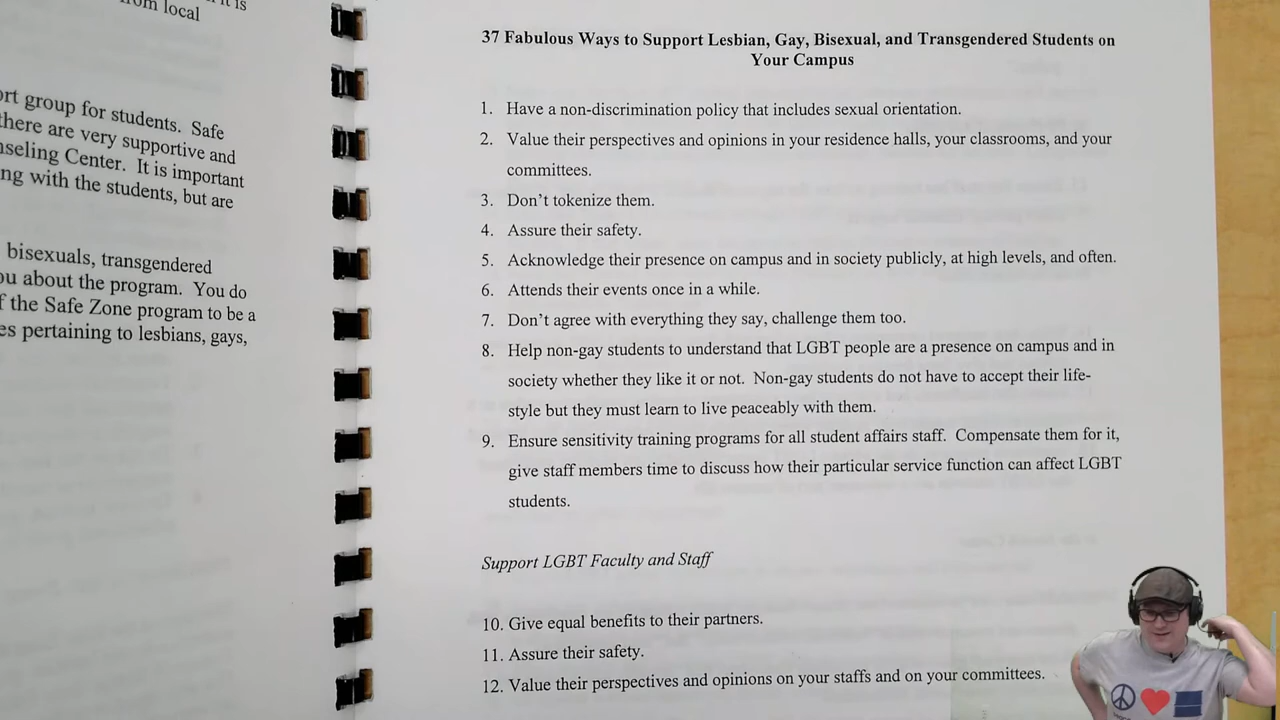 it is
from local
ort group for students. Safe
there are very supportive and
nseling Center. It is important
ng with the students, but are
bisexuals, transgendered
ou about the program. You do
f the Safe Zone program to be a
es pertaining to lesbians, gays,
37 Fabulous Ways to Support Lesbian, Gay, Bisexual, and Transgendered Students on
Your Campus
1. Have a non-discrimination policy that includes sexual orientation.
2. Value their perspectives and opinions in your residence halls, your classrooms, and your
committees.
3. Don’t tokenize them.
4. Assure their safety.
5. Acknowledge their presence on campus and in society publicly, at high levels, and often.
6. Attends their events once in a while.
7. Don’t agree with everything they say, challenge them too.
8. Help non-gay students to understand that LGBT people are a presence on campus and in
society whether they like it or not. Non-gay students do not have to accept their life-
style but they must learn to live peaceably with them.
9. Ensure sensitivity training programs for all student affairs staff. Compensate them for it,
give staff members time to discuss how their particular service function can affect LGBT
students.
Support LGBT Faculty and Staff
10. Give equal benefits to their partners.
11. Assure their safety.
12. Value their perspectives and opinions on your staffs and on your committees.